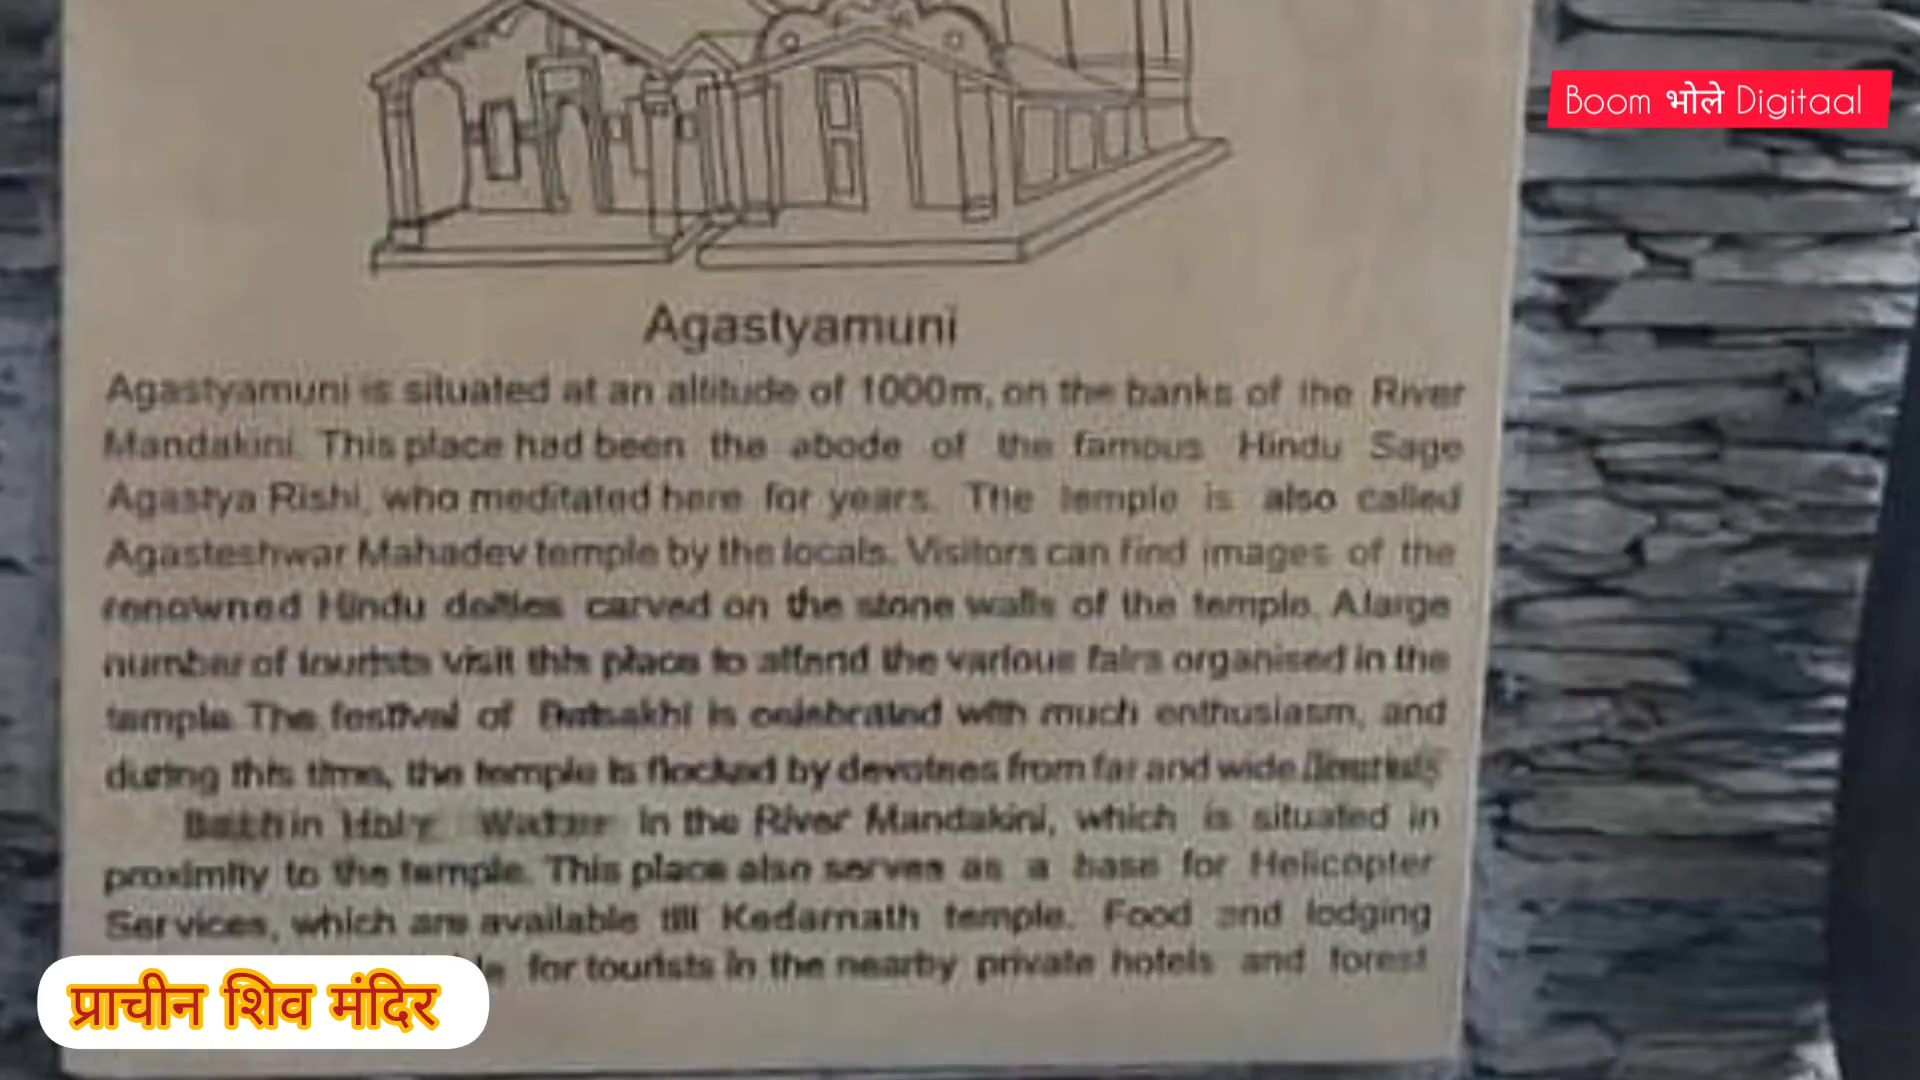 Boom भोले Digitaal
Agastyamuni
Agastyamuni is situated at an altitude of 1000m, on the banks of the River
Mandakini. This place had been the abode of the famous Hindu Sage
Agastya Rishi, who meditated here for years. The temple is also called
Agasteshwar Mahadev temple by the locals. Visitors can find images of the
renowned Hindu deities carved on the stone walls of the temple. A large
number of tourists visit this place to attend the various fairs organised in the
temple. The festival of Baisakhi is celebrated with much enthusiasm, and
during this time, the temple is flocked by devotees from far and wide
Bath in Holy Water in the River Mandakini, which is situated in
proximity to the temple. This place also serves as a base for Helicopter
Services, which are available till Kedarnath temple. Food and lodging
for tourists in the nearby private hotels and forest
प्राचीन शिव मंदिर